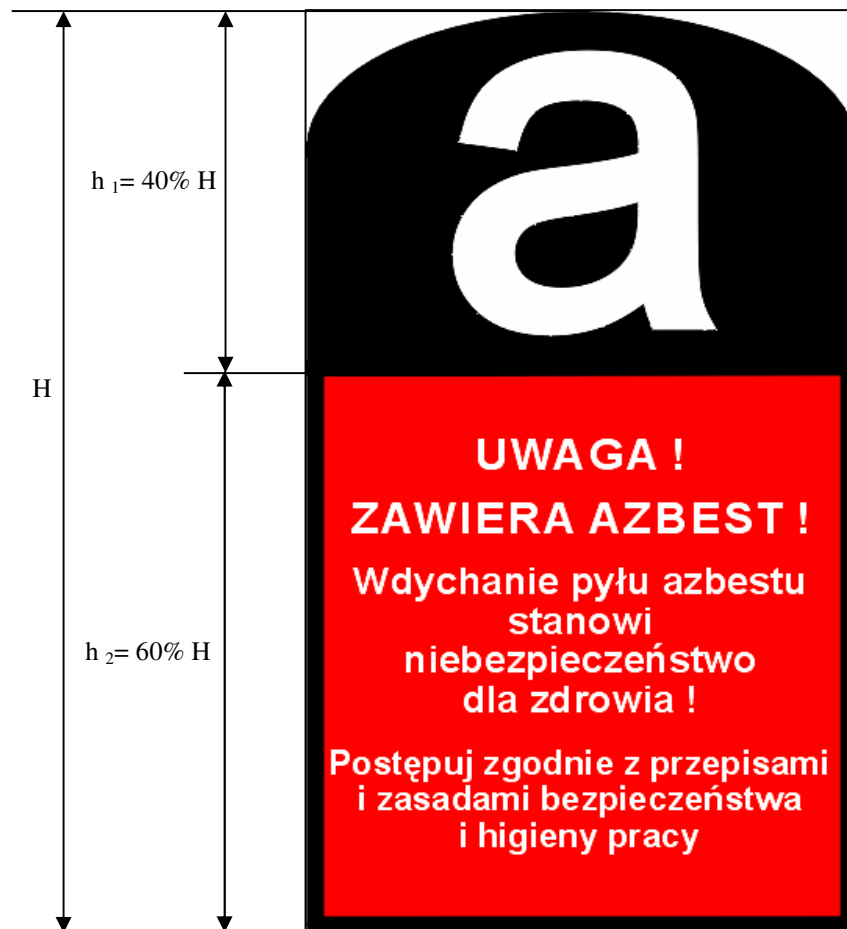 a
h 1= 40% H
H
UWAGA !
ZAWIERA AZBEST !
Wdychanie pyłu azbestu
stanowi
niebezpieczeństwo
dla zdrowia !
h 2= 60% H
Postępuj zgodnie z przepisami
i zasadami bezpieczeństwa
i higieny pracy